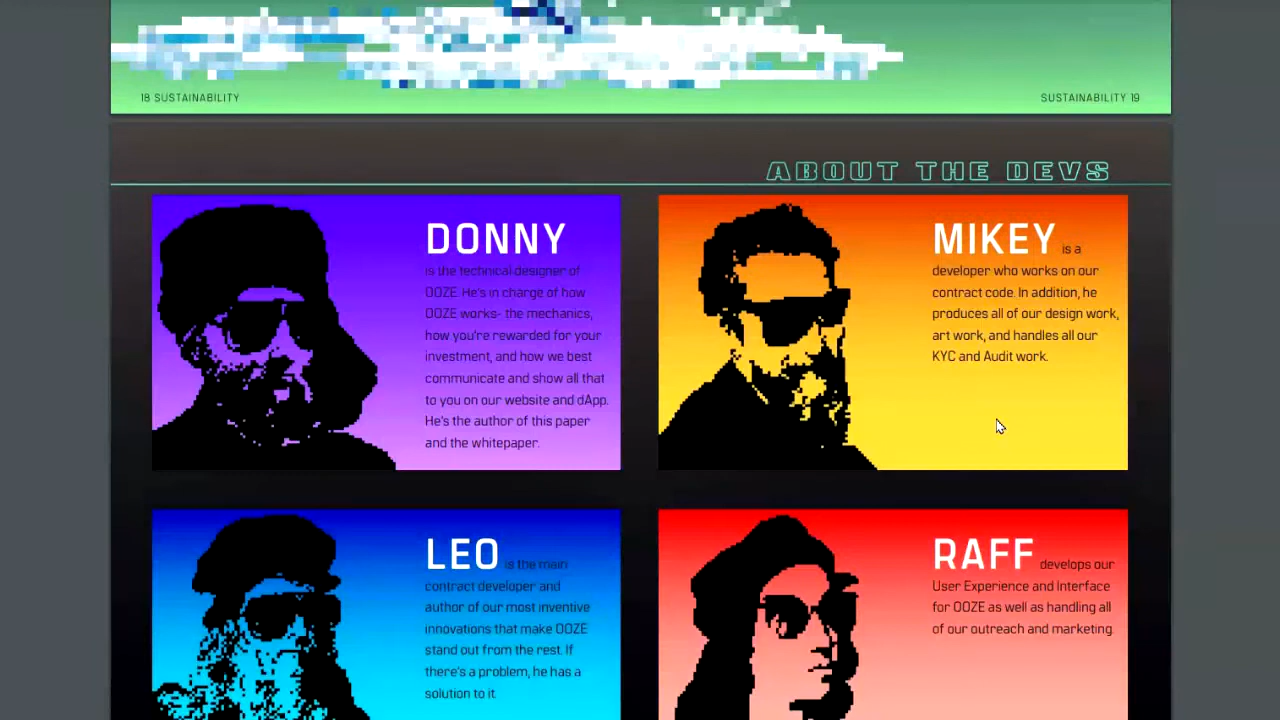 18 SUSTAINABILITY
SUSTAINABILITY 19
ABOUT THE DEVS
DONNY
is the technical designer of
OOZE. He's in charge of how
OOZE works- the mechanics,
how you're rewarded for your
investment, and how we best
communicate and show all that
to you on our website and dApp.
He's the author of this paper
and the whitepaper.
MIKEY is a
developer who works on our
contract code. In addition, he
produces all of our design work,
art work, and handles all our
KYC and Audit work.
LEO is the main
contract developer and
author of our most inventive
innovations that make OOZE
stand out from the rest. If
there's a problem, he has a
solution to it.
RAFF develops our
User Experience and Interface
for OOZE as well as handling all
of our outreach and marketing.